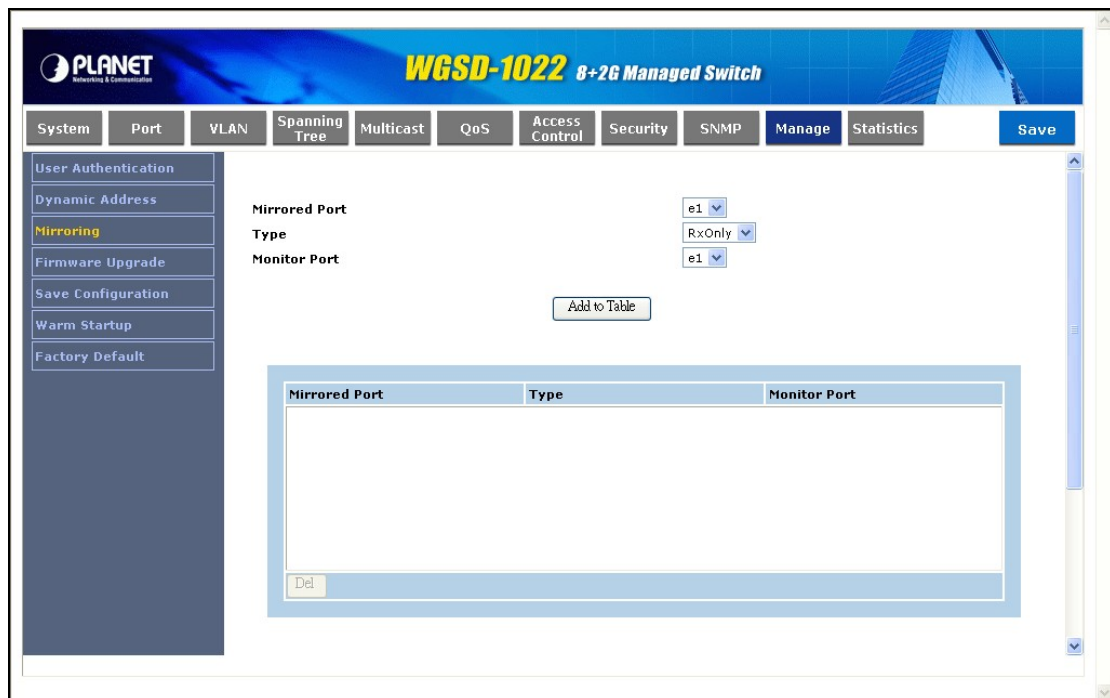 PLANET
Networking & Communication
WGSD-1022 8+2G Managed Switch
System Port VLAN Spanning Tree Multicast QoS Access Control Security SNMP Manage Statistics Save
User Authentication
Dynamic Address
Mirroring
Firmware Upgrade
Save Configuration
Warm Startup
Factory Default
Mirrored Port e1
Type RxOnly
Monitor Port e1
Add to Table
Mirrored Port Type Monitor Port
Del